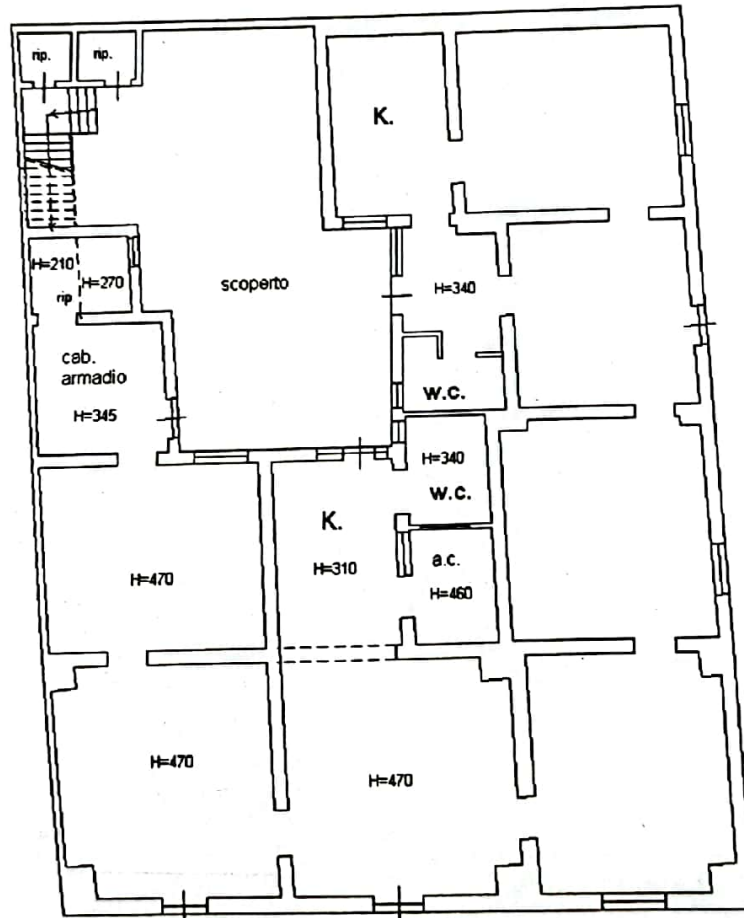 rip.
rip.
K.
H=210
H=270
rip
scoperto
H=340
cab.
armadio
H=345
W.C.
H=340
W.C.
K.
H=310
a.c.
H=460
H=470
H=470
H=470